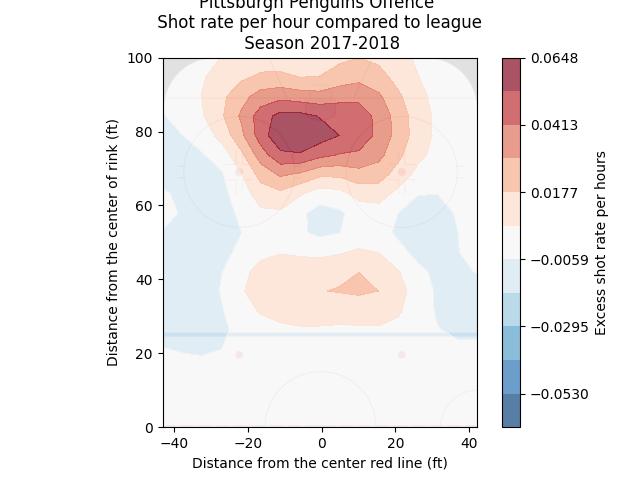 Pittsburgh Penguins Offence
Shot rate per hour compared to league
Season 2017-2018
100
80
60
40
20
0
−40
−20
0
20
40
Distance from the center red line (ft)
Distance from the center of rink (ft)
0.0648
0.0413
0.0177
−0.0059
−0.0295
−0.0530
Excess shot rate per hours